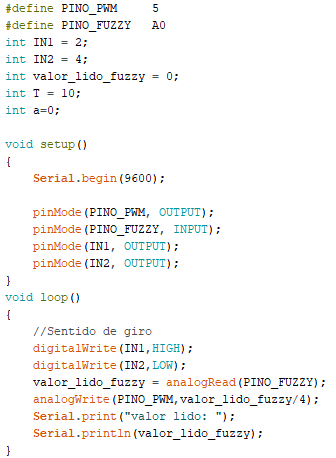 #define PINO_PWM     5
#define PINO_FUZZY   A0
int IN1 = 2;
int IN2 = 4;
int valor_lido_fuzzy = 0;
int T = 10;
int a=0;

void setup()
{
    Serial.begin(9600);

    pinMode(PINO_PWM, OUTPUT);
    pinMode(PINO_FUZZY, INPUT);
    pinMode(IN1, OUTPUT);
    pinMode(IN2, OUTPUT);
}
void loop()
{
    //Sentido de giro
    digitalWrite(IN1,HIGH);
    digitalWrite(IN2,LOW);
    valor_lido_fuzzy = analogRead(PINO_FUZZY);
    analogWrite(PINO_PWM,valor_lido_fuzzy/4);
    Serial.print("valor lido: ");
    Serial.println(valor_lido_fuzzy);
}